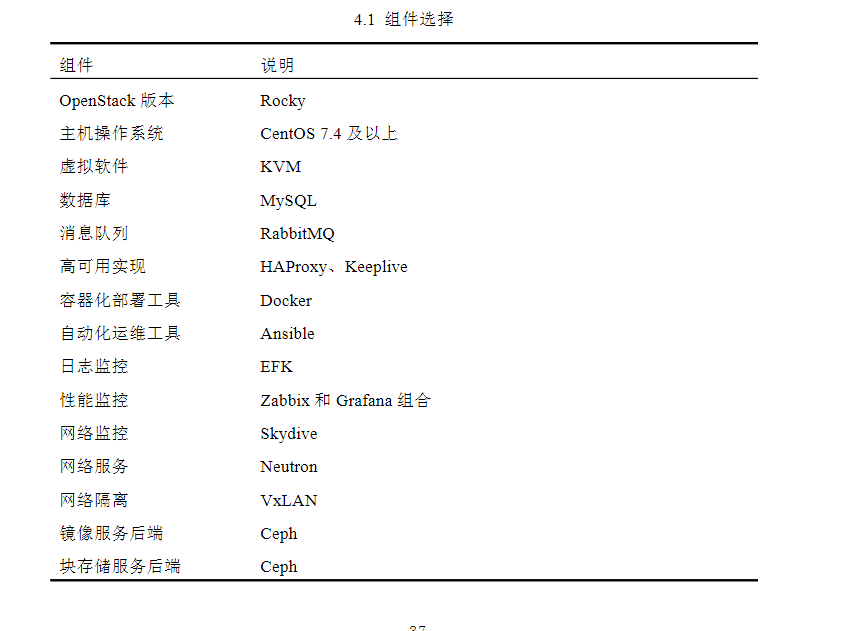 4.1 组件选择
组件 说明
OpenStack 版本 Rocky
主机操作系统 CentOS 7.4 及以上
虚拟软件 KVM
数据库 MySQL
消息队列 RabbitMQ
高可用实现 HAProxy、Keeplive
容器化部署工具 Docker
自动化运维工具 Ansible
日志监控 EFK
性能监控 Zabbix 和 Grafana 组合
网络监控 Skydive
网络服务 Neutron
网络隔离 VxLAN
镜像服务后端 Ceph
块存储服务后端 Ceph